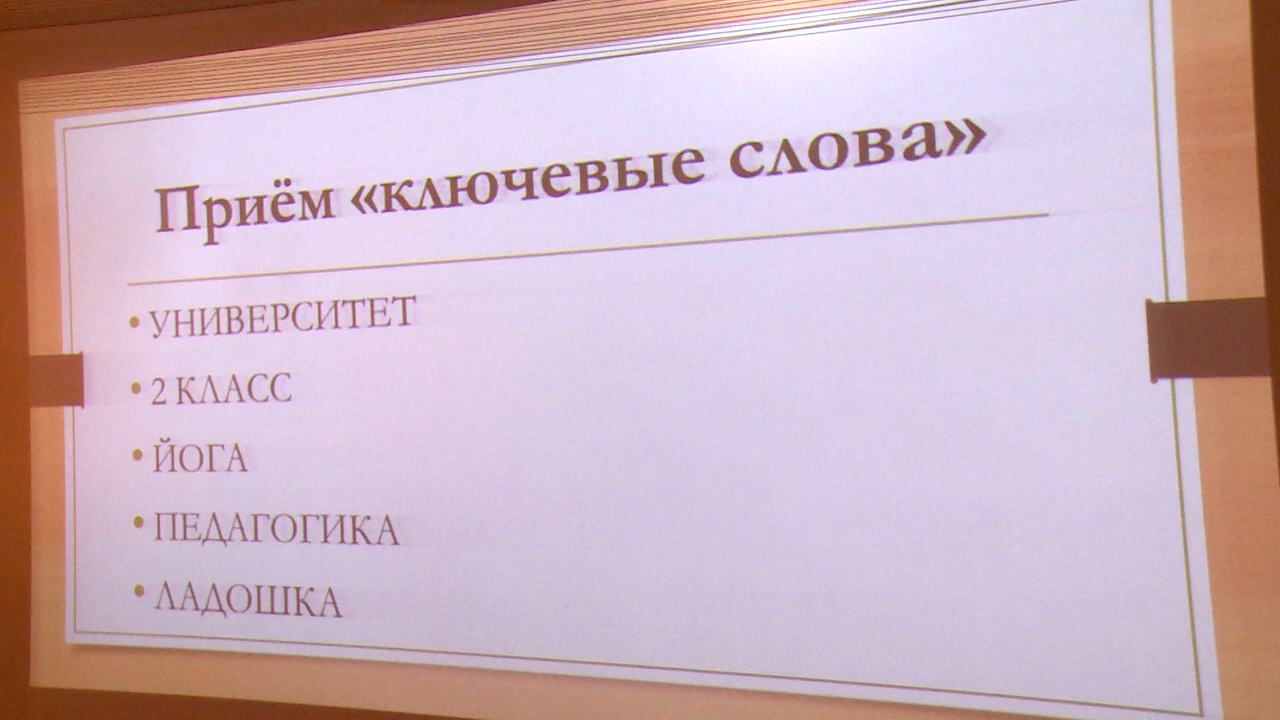 Приём «ключевые слова»
• УНИВЕРСИТЕТ
• 2 КЛАСС
• ЙОГА
• ПЕДАГОГИКА
• ЛАДОШКА